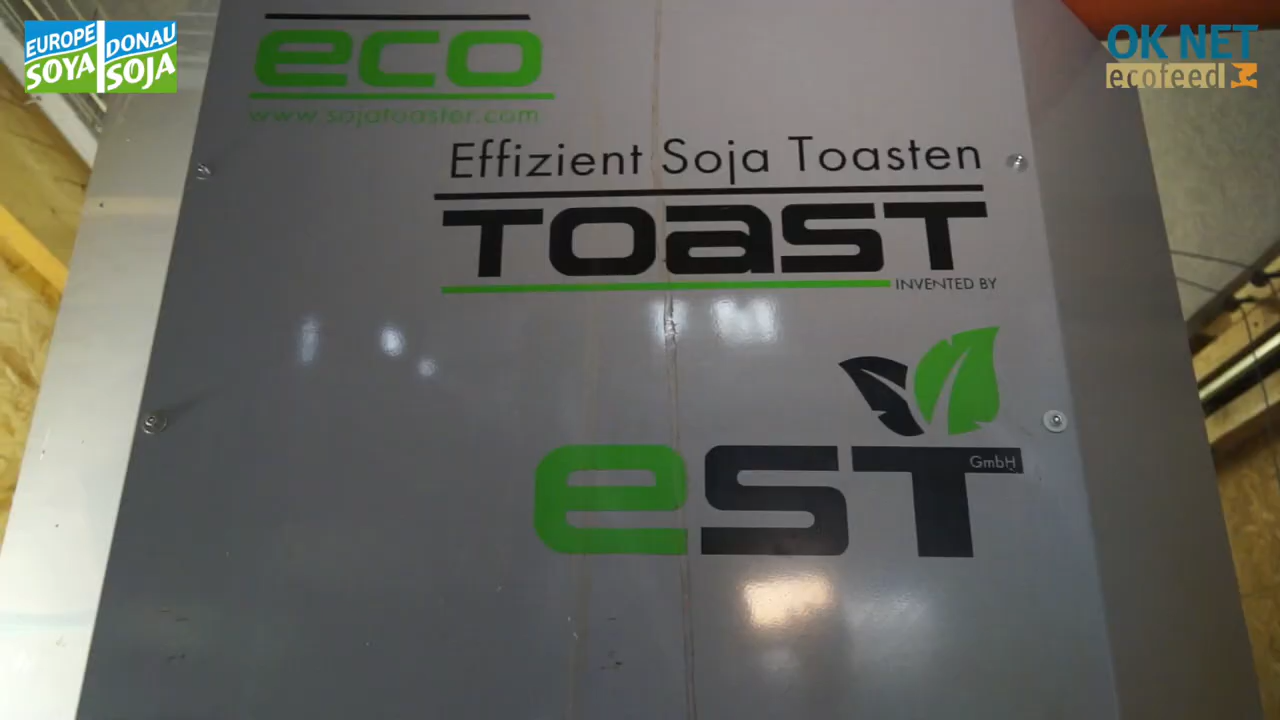 EUROPE SOYA
DONAU SOJA
OK NET
ecofeed
eco
www.sojatoaster.com
Effizient Soja Toasten
TOaST
INVENTED BY
esT
GmbH